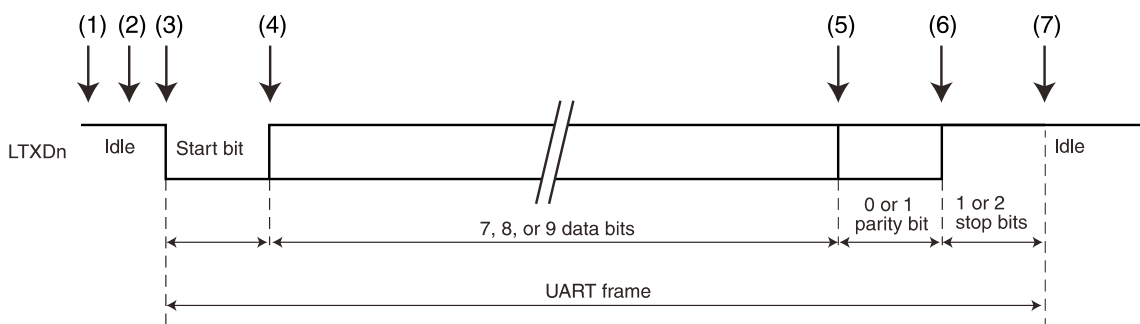 (1) (2) (3) (4) (5) (6) (7)
LTXDn
Idle
Start bit
Idle
7, 8, or 9 data bits
0 or 1
parity bit
1 or 2
stop bits
UART frame